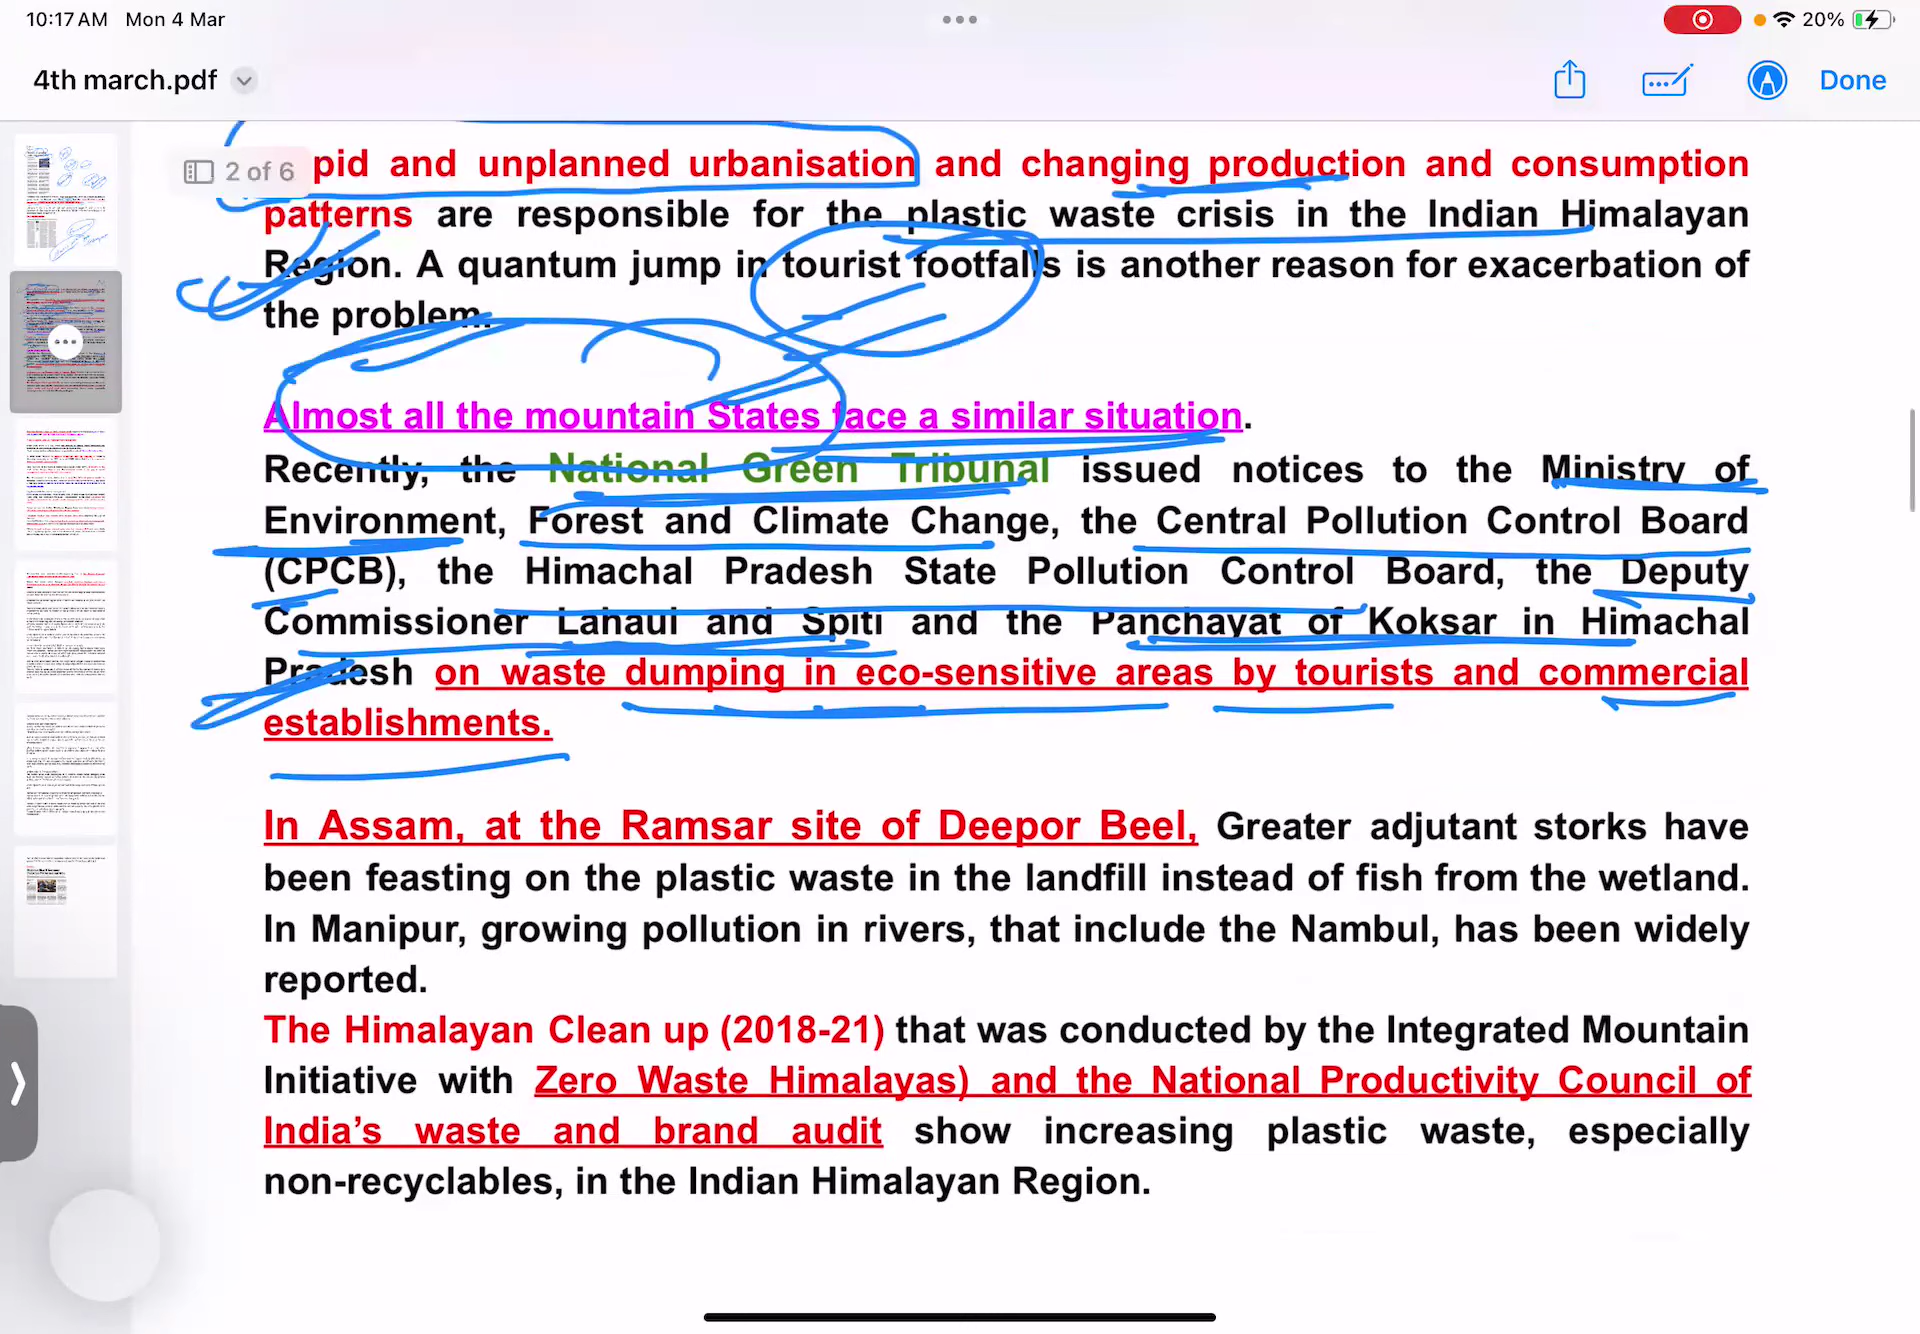 10:17 AM Mon 4 Mar
20%
4th march.pdf
Done
2 of 6
pid and unplanned urbanisation and changing production and consumption
patterns are responsible for the plastic waste crisis in the Indian Himalayan
Region. A quantum jump in tourist footfalls is another reason for exacerbation of
the problem.
Almost all the mountain States face a similar situation.
Recently, the National Green Tribunal issued notices to the Ministry of
Environment, Forest and Climate Change, the Central Pollution Control Board
(CPCB), the Himachal Pradesh State Pollution Control Board, the Deputy
Commissioner Lahaul and Spiti and the Panchayat of Koksar in Himachal
Pradesh on waste dumping in eco-sensitive areas by tourists and commercial
establishments.
In Assam, at the Ramsar site of Deepor Beel, Greater adjutant storks have
been feasting on the plastic waste in the landfill instead of fish from the wetland.
In Manipur, growing pollution in rivers, that include the Nambul, has been widely
reported.
The Himalayan Clean up (2018-21) that was conducted by the Integrated Mountain
Initiative with Zero Waste Himalayas) and the National Productivity Council of
India’s waste and brand audit show increasing plastic waste, especially
non-recyclables, in the Indian Himalayan Region.